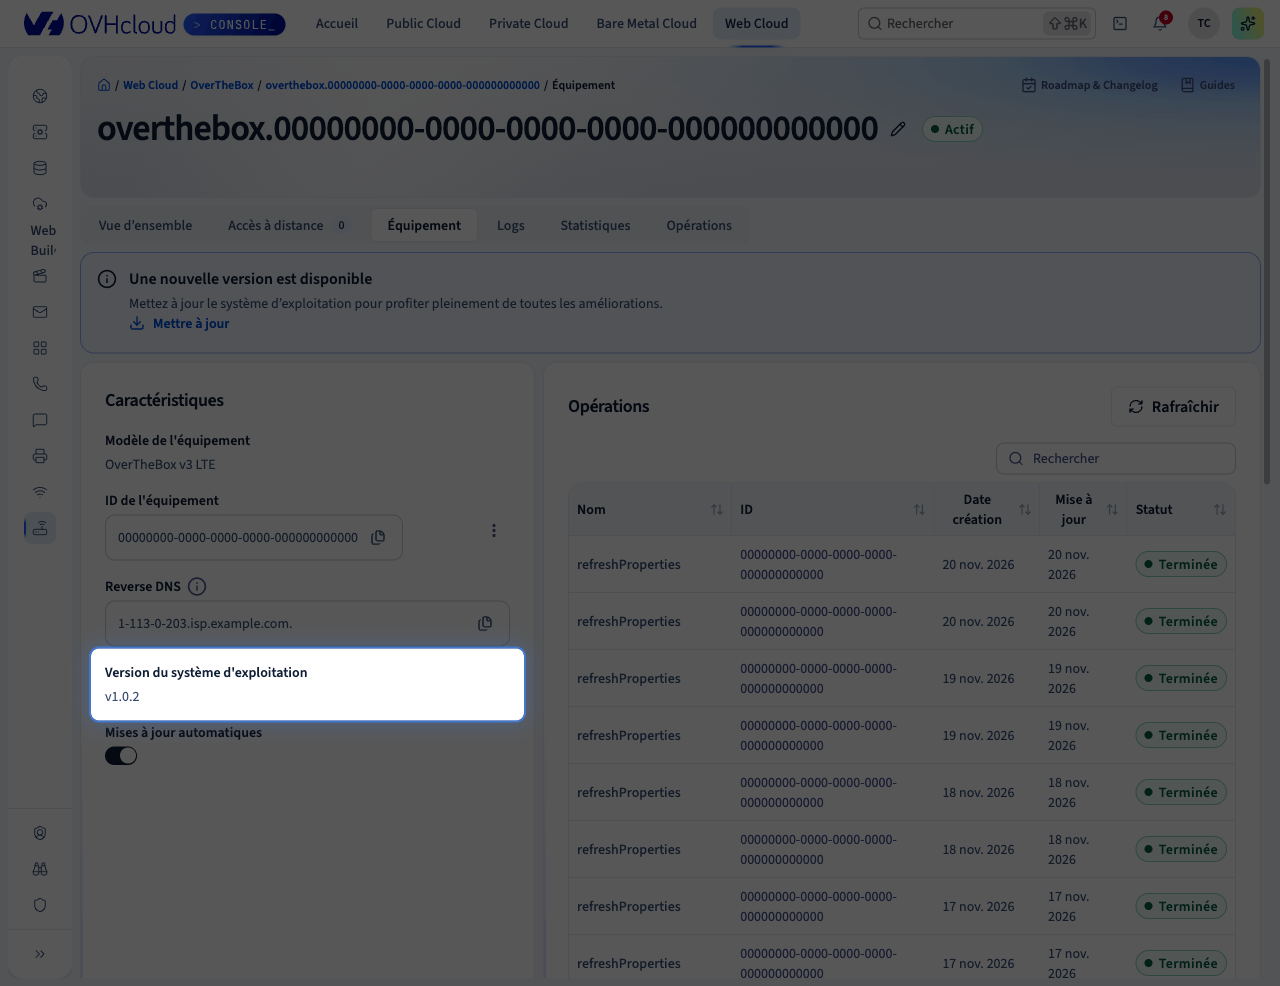 OVHcloud > CONSOLE_ Accueil Public Cloud Private Cloud Bare Metal Cloud Web Cloud Rechercher ⇧⌘K 8 TC
/ Web Cloud / OverTheBox / overthebox.00000000-0000-0000-0000-000000000000 / Équipement
Roadmap & Changelog Guides
overthebox.00000000-0000-0000-0000-000000000000 Actif
Vue d'ensemble Accès à distance 0 Équipement Logs Statistiques Opérations
Web
Buil
Une nouvelle version est disponible
Mettez à jour le système d'exploitation pour profiter pleinement de toutes les améliorations.
Mettre à jour
Caractéristiques
Modèle de l'équipement
OverTheBox v3 LTE
ID de l'équipement
00000000-0000-0000-0000-000000000000
Reverse DNS
1-113-0-203.isp.example.com.
Version du système d'exploitation
v1.0.2
Mises à jour automatiques
Opérations
Rafraîchir
Rechercher
Nom ID Date création Mise à jour Statut
refreshProperties 00000000-0000-0000-0000-000000000000 20 nov. 2026 20 nov. 2026 Terminée
refreshProperties 00000000-0000-0000-0000-000000000000 20 nov. 2026 20 nov. 2026 Terminée
refreshProperties 00000000-0000-0000-0000-000000000000 19 nov. 2026 19 nov. 2026 Terminée
refreshProperties 00000000-0000-0000-0000-000000000000 19 nov. 2026 19 nov. 2026 Terminée
refreshProperties 00000000-0000-0000-0000-000000000000 18 nov. 2026 18 nov. 2026 Terminée
refreshProperties 00000000-0000-0000-0000-000000000000 18 nov. 2026 18 nov. 2026 Terminée
refreshProperties 00000000-0000-0000-0000-000000000000 17 nov. 2026 17 nov. 2026 Terminée
refreshProperties 00000000-0000-0000-0000-000000000000 17 nov. 2026 17 nov. 2026 Terminée